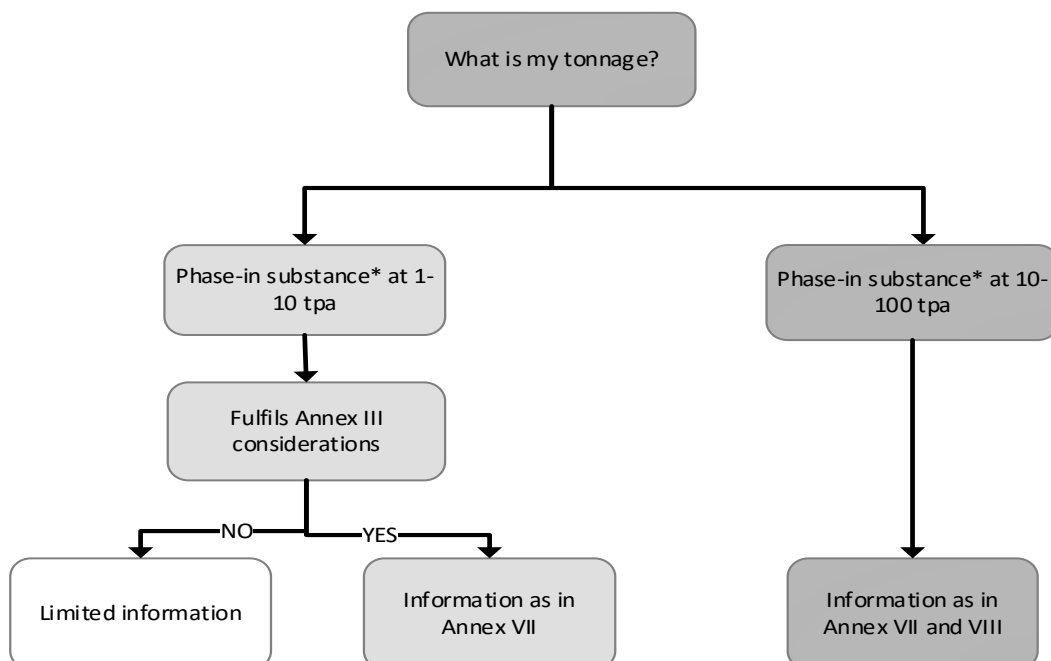 What is my tonnage?
Phase-in substance* at 1-
10 tpa
Phase-in substance* at 10-
100 tpa
Fulfils Annex III
considerations
NO
YES
Limited information
Information as in
Annex VII
Information as in
Annex VII and VIII